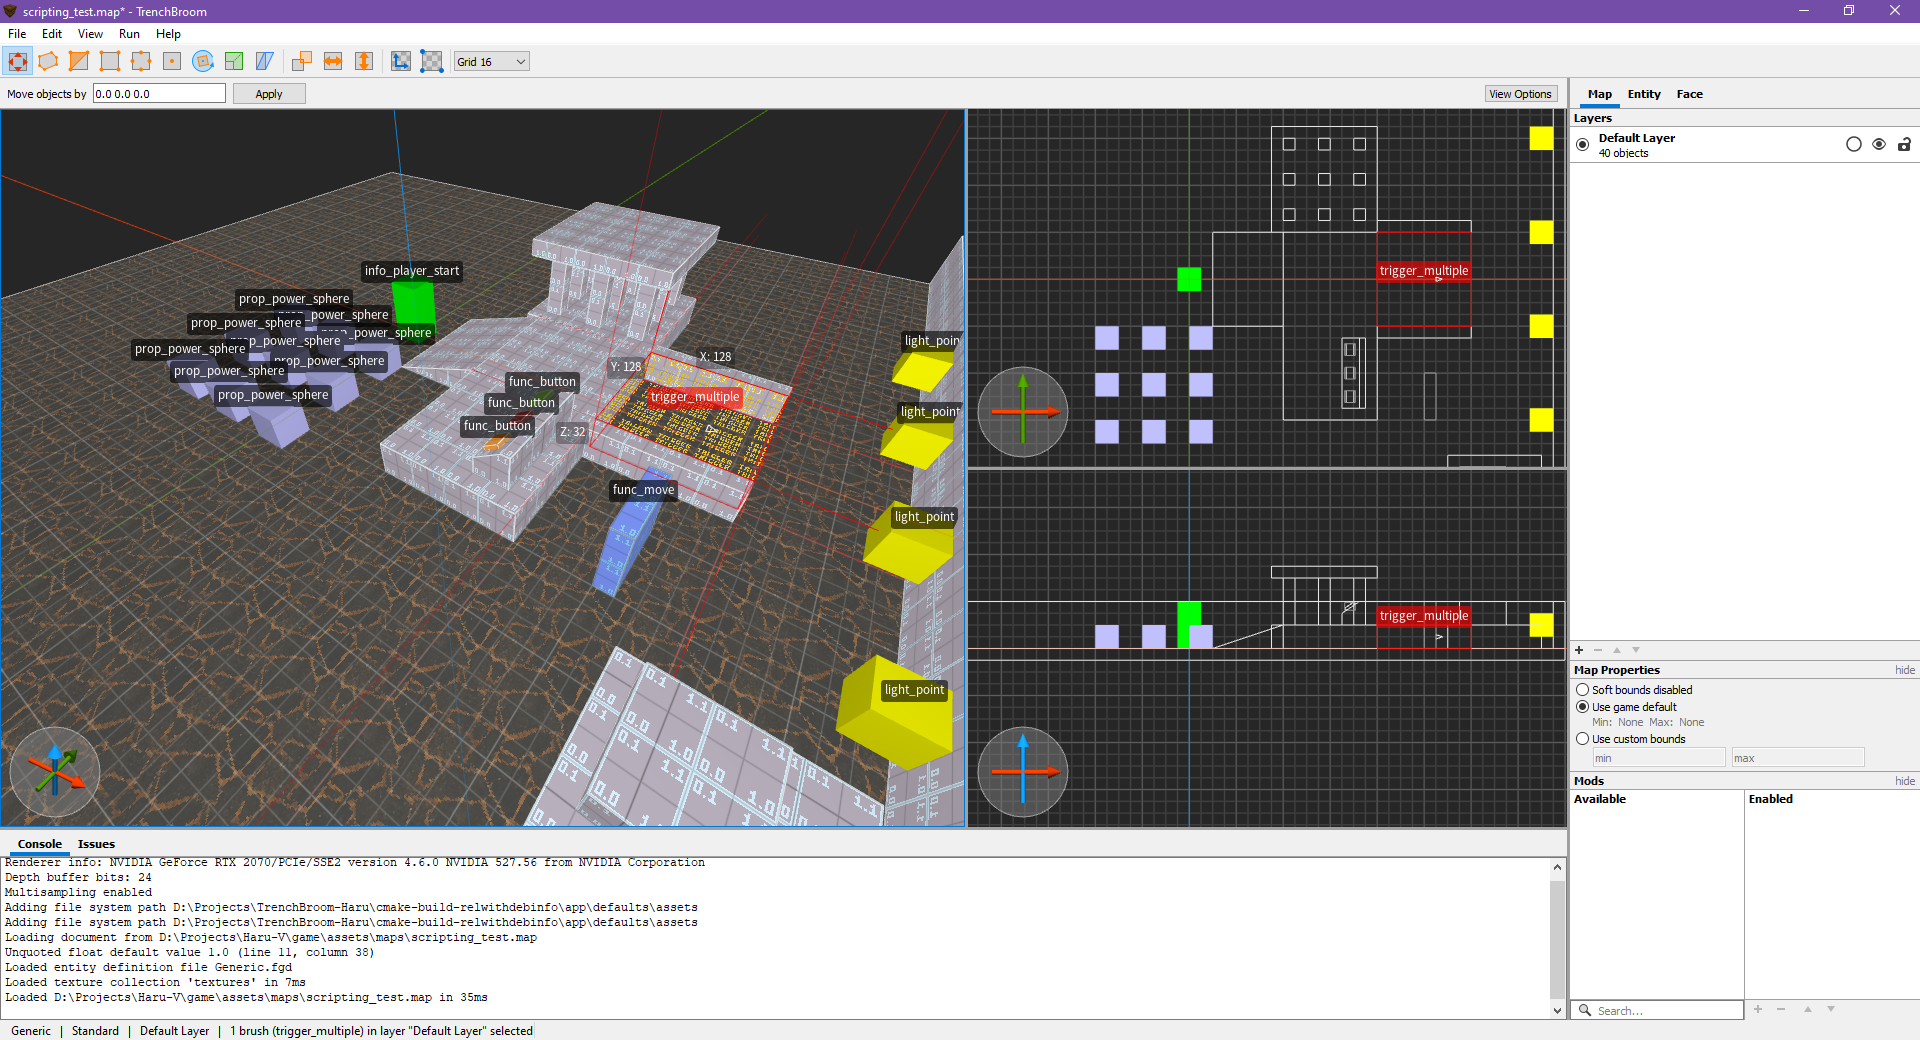 scripting_test.map* - TrenchBroom
File Edit View Run Help
Grid 16
Move objects by 0.0 0.0 0.0 Apply
View Options
Map Entity Face
Layers
Default Layer
40 objects
info_player_start
prop_power_sphere
prop_power_sphere
prop_power_sphere
prop_power_sphere
prop_power_sphere
prop_power_sphere
prop_power_sphere
prop_power_sphere
prop_power_sphere
func_button
func_button
func_button
Y: 128
X: 128
Z: 32
trigger_multiple
func_move
light_poin
light_point
light_point
light_point
trigger_multiple
trigger_multiple
Map Properties hide
Soft bounds disabled
Use game default
Min: None Max: None
Use custom bounds
min max
Mods hide
Available Enabled
Search...
Console Issues
Renderer info: NVIDIA GeForce RTX 2070/PCIe/SSE2 version 4.6.0 NVIDIA 527.56 from NVIDIA Corporation
Depth buffer bits: 24
Multisampling enabled
Adding file system path D:\Projects\TrenchBroom-Haru\cmake-build-relwithdebinfo\app\defaults\assets
Adding file system path D:\Projects\TrenchBroom-Haru\cmake-build-relwithdebinfo\app\defaults\assets
Loading document from D:\Projects\Haru-V\game\assets\maps\scripting_test.map
Unquoted float default value 1.0 (line 11, column 38)
Loaded entity definition file Generic.fgd
Loaded texture collection 'textures' in 7ms
Loaded D:\Projects\Haru-V\game\assets\maps\scripting_test.map in 35ms
Generic | Standard | Default Layer | 1 brush (trigger_multiple) in layer "Default Layer" selected